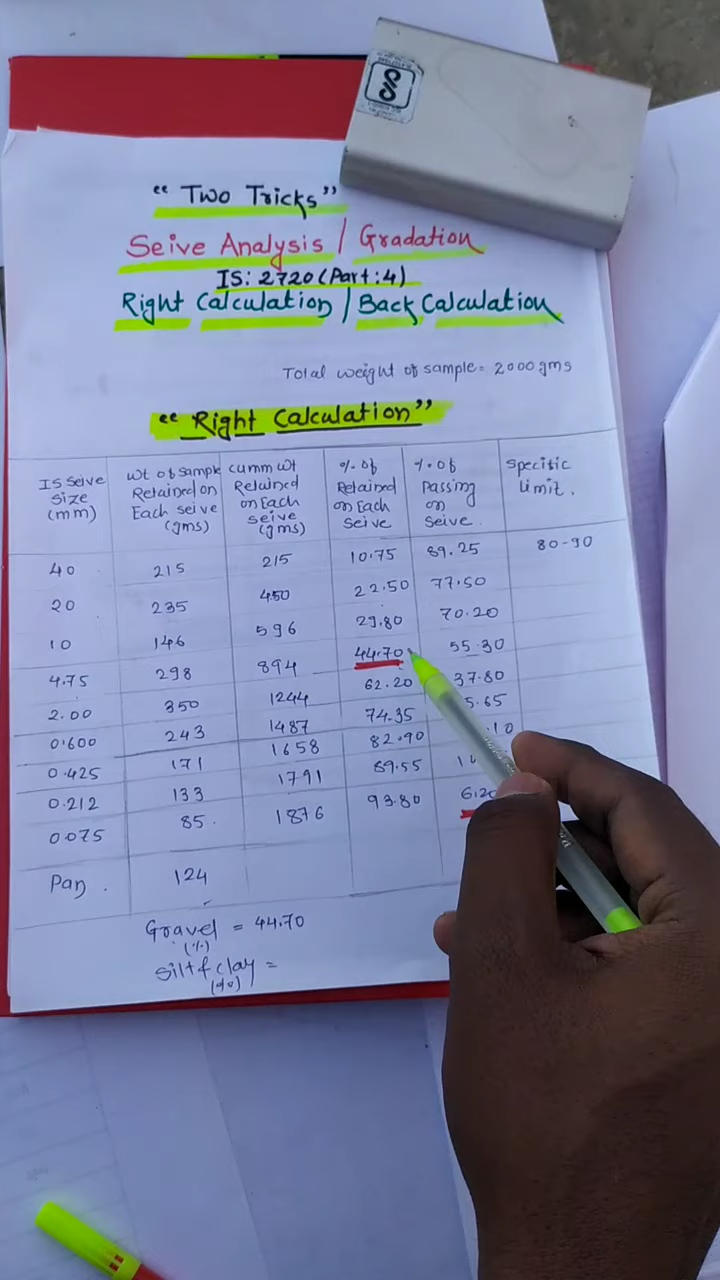 “Two Tricks”
Seive Analysis / Gradation
IS: 2720 (Part:4)
Right Calculation / Back Calculation
Total weight of sample = 2000 gms
“Right Calculation”
IS Seive Size (mm) | wt of sample Retained on Each seive (gms) | cumm wt Retained on Each seive (gms) | %. of Retained on Each Seive | %. of Passing on Seive. | Specific limit.
40 | 215 | 215 | 10.75 | 89.25 | 80-90
20 | 235 | 450 | 22.50 | 77.50
10 | 146 | 596 | 29.80 | 70.20
4.75 | 298 | 894 | 44.70 | 55.30
2.00 | 350 | 1244 | 62.20 | 37.80
0.600 | 243 | 1487 | 74.35 | 5.65
0.425 | 171 | 1658 | 82.90 | .10
0.212 | 133 | 1791 | 89.55 | 1
0.075 | 85. | 1876 | 93.80 | 6.20
Pan . | 124
Gravel = 44.70
(%)
Silt & clay =
(%)